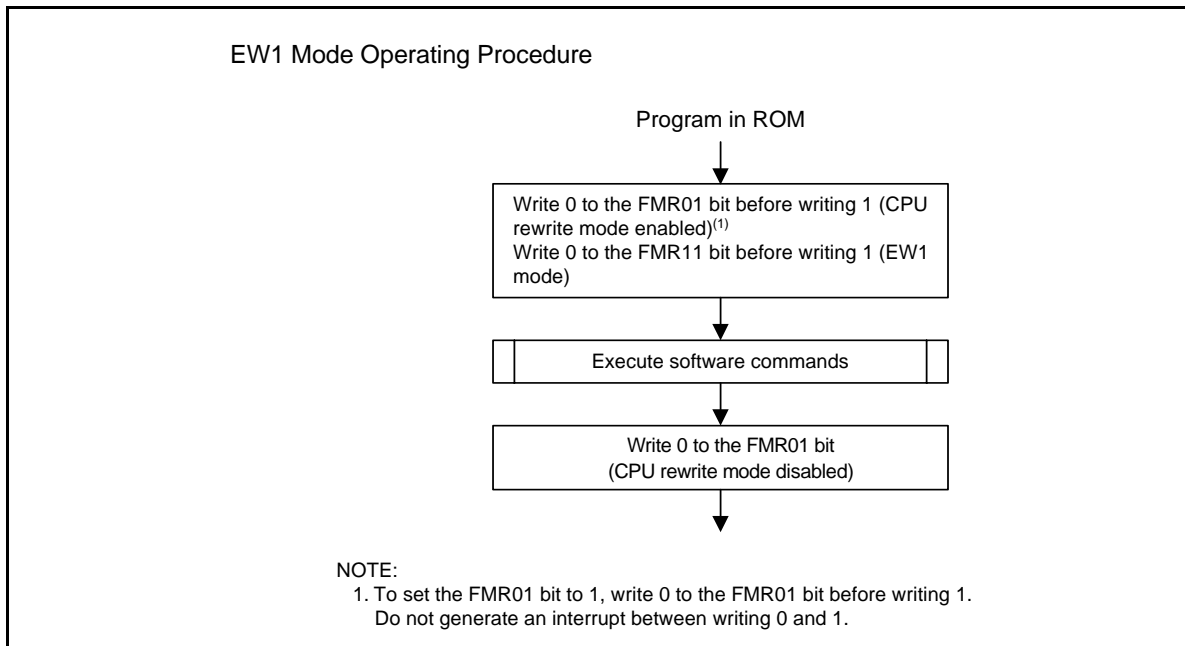 EW1 Mode Operating Procedure
Program in ROM
Write 0 to the FMR01 bit before writing 1 (CPU
rewrite mode enabled)(1)
Write 0 to the FMR11 bit before writing 1 (EW1
mode)
Execute software commands
Write 0 to the FMR01 bit
(CPU rewrite mode disabled)
NOTE:
1. To set the FMR01 bit to 1, write 0 to the FMR01 bit before writing 1.
Do not generate an interrupt between writing 0 and 1.